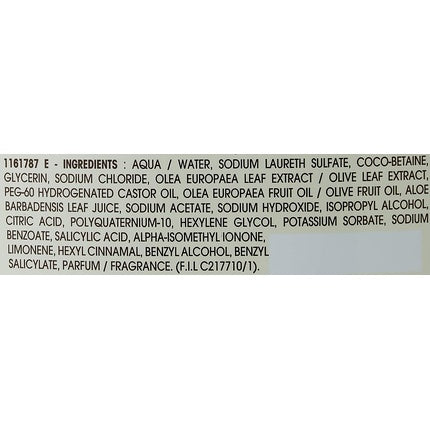 1161787 E - INGREDIENTS : AQUA / WATER, SODIUM LAURETH SULFATE, COCO-BETAINE,
GLYCERIN, SODIUM CHLORIDE, OLEA EUROPAEA LEAF EXTRACT / OLIVE LEAF EXTRACT,
PEG-60 HYDROGENATED CASTOR OIL, OLEA EUROPAEA FRUIT OIL / OLIVE FRUIT OIL, ALOE
BARBADENSIS LEAF JUICE, SODIUM ACETATE, SODIUM HYDROXIDE, ISOPROPYL ALCOHOL,
CITRIC ACID, POLYQUATERNIUM-10, HEXYLENE GLYCOL, POTASSIUM SORBATE, SODIUM
BENZOATE, SALICYLIC ACID, ALPHA-ISOMETHYL IONONE,
LIMONENE, HEXYL CINNAMAL, BENZYL ALCOHOL, BENZYL
SALICYLATE, PARFUM / FRAGRANCE. (F.I.L C217710/1).